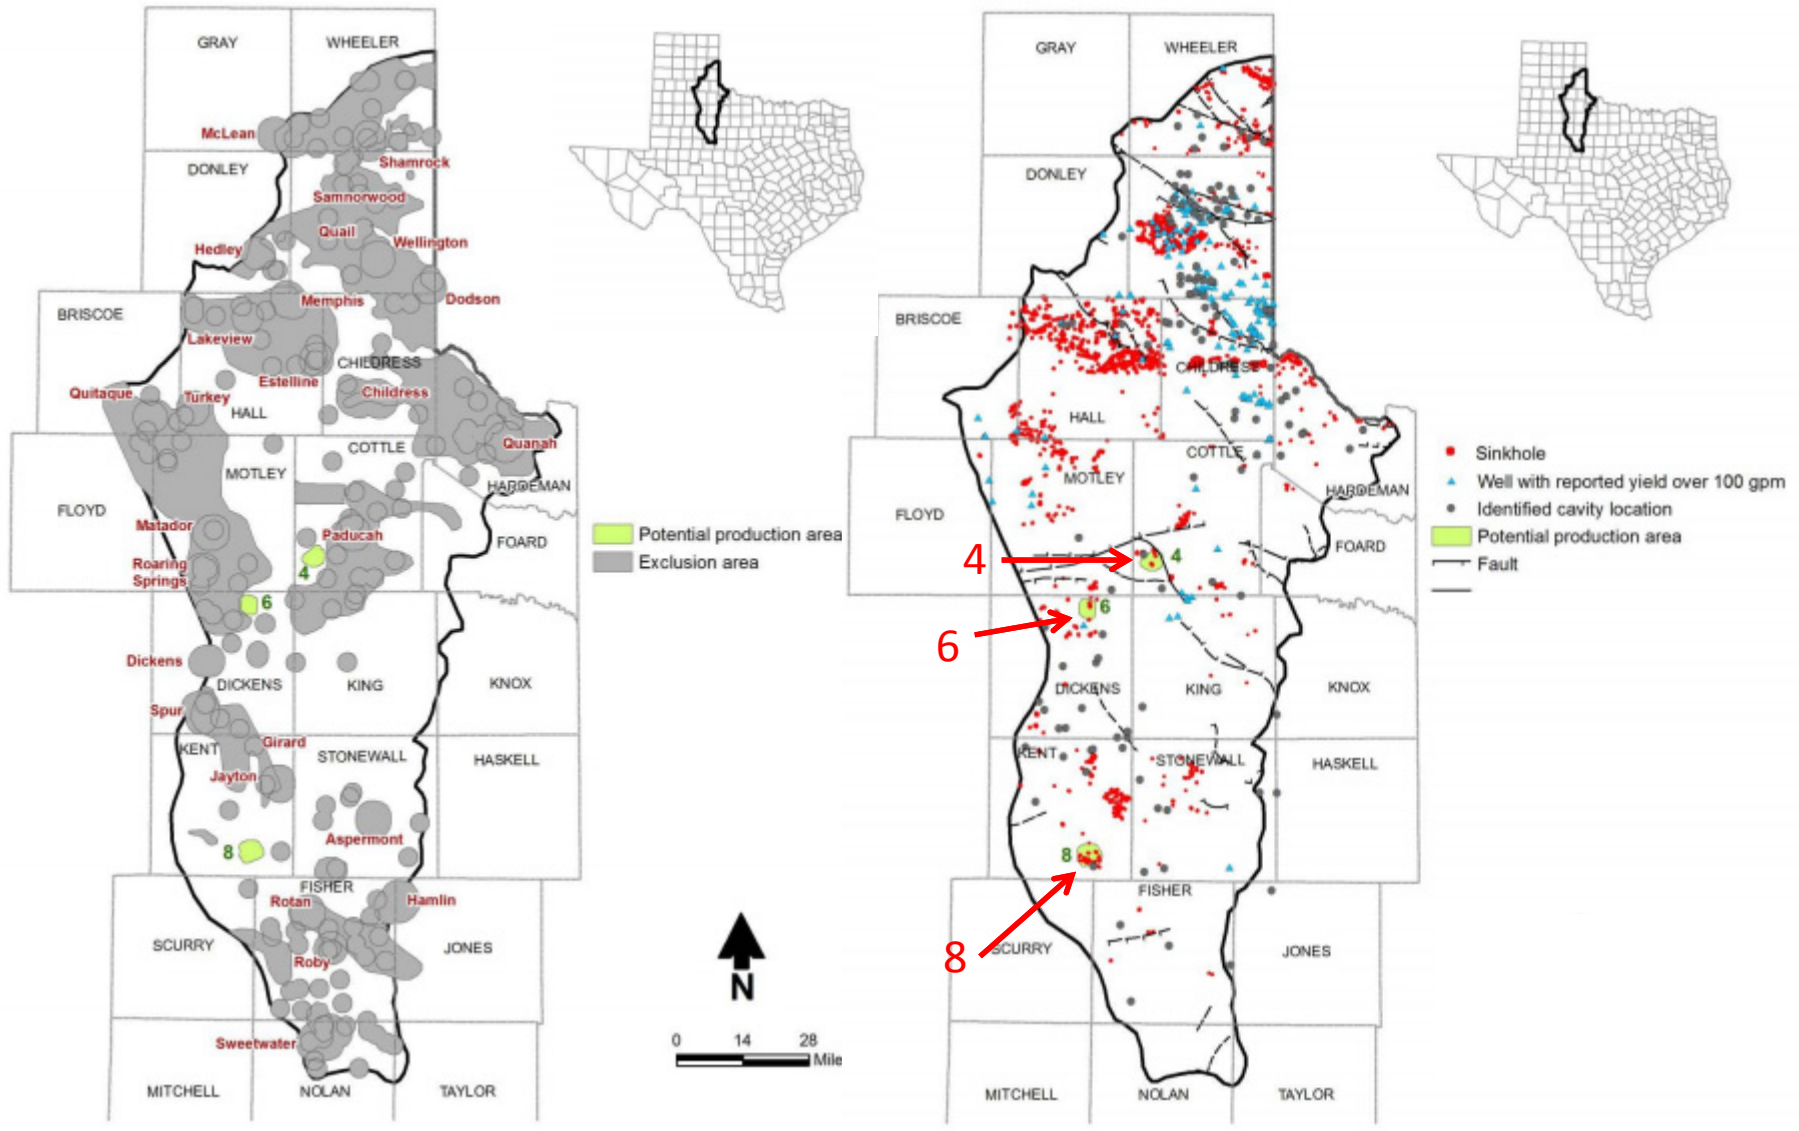 GRAY
WHEELER
McLean
Shamrock
DONLEY
Samnorwood
Quail
Wellington
Hedley
Memphis
Dodson
BRISCOE
Lakeview
CHILDRESS
Estelline
Childress
Quitaque
Turkey
HALL
Quanah
COTTLE
MOTLEY
HARDEMAN
FLOYD
Matador
Paducah
FOARD
Roaring
Springs
4
6
Dickens
DICKENS
KING
KNOX
Spur
Girard
KENT
STONEWALL
HASKELL
Jayton
Aspermont
8
FISHER
Rotan
Hamlin
SCURRY
JONES
Roby
Sweetwater
MITCHELL
NOLAN
TAYLOR
Potential production area
Exclusion area
N
0 14 28
Mile
GRAY
WHEELER
DONLEY
BRISCOE
CHILDRESS
HALL
COTTLE
MOTLEY
HARDEMAN
FLOYD
FOARD
4
4
6
6
DICKENS
KING
KNOX
KENT
STONEWALL
HASKELL
8
8
FISHER
SCURRY
JONES
MITCHELL
NOLAN
TAYLOR
Sinkhole
Well with reported yield over 100 gpm
Identified cavity location
Potential production area
Fault